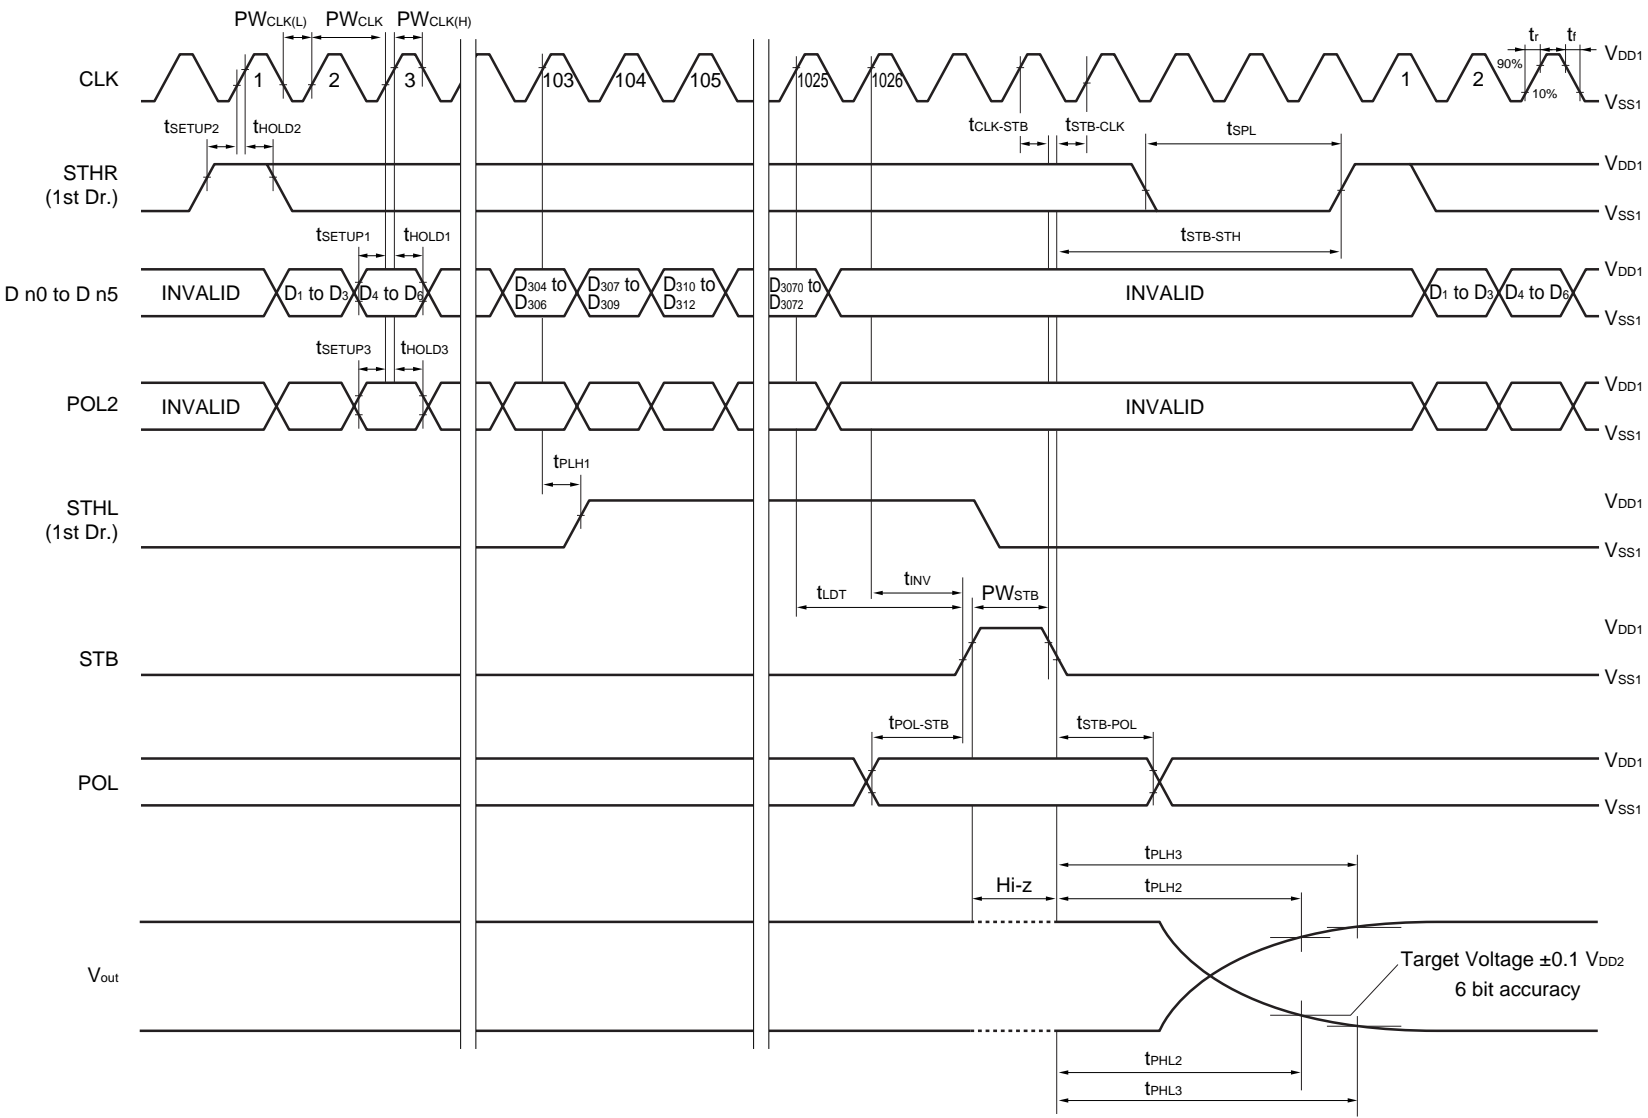 PWCLK(L) PWCLK PWCLK(H)
tr tf
CLK 1 2 3 103 104 105 1025 1026 1 2 90% 10% VDD1
VSS1
tSETUP2 tHOLD2 tCLK-STB tSTB-CLK tSPL
STHR
(1st Dr.)
VDD1
VSS1
tSETUP1 tHOLD1 tSTB-STH
D n0 to D n5 INVALID D1 to D3 D4 to D6 D304 to D306 D307 to D309 D310 to D312 D3070 to D3072 INVALID D1 to D3 D4 to D6
VDD1
VSS1
tSETUP3 tHOLD3
POL2 INVALID INVALID
VDD1
VSS1
tPLH1
STHL
(1st Dr.)
VDD1
VSS1
tLDT tINV PWSTB
STB
VDD1
VSS1
tPOL-STB tSTB-POL
POL
VDD1
VSS1
tPLH3
Hi-z tPLH2
Vout
Target Voltage ±0.1 VDD2
6 bit accuracy
tPHL2
tPHL3